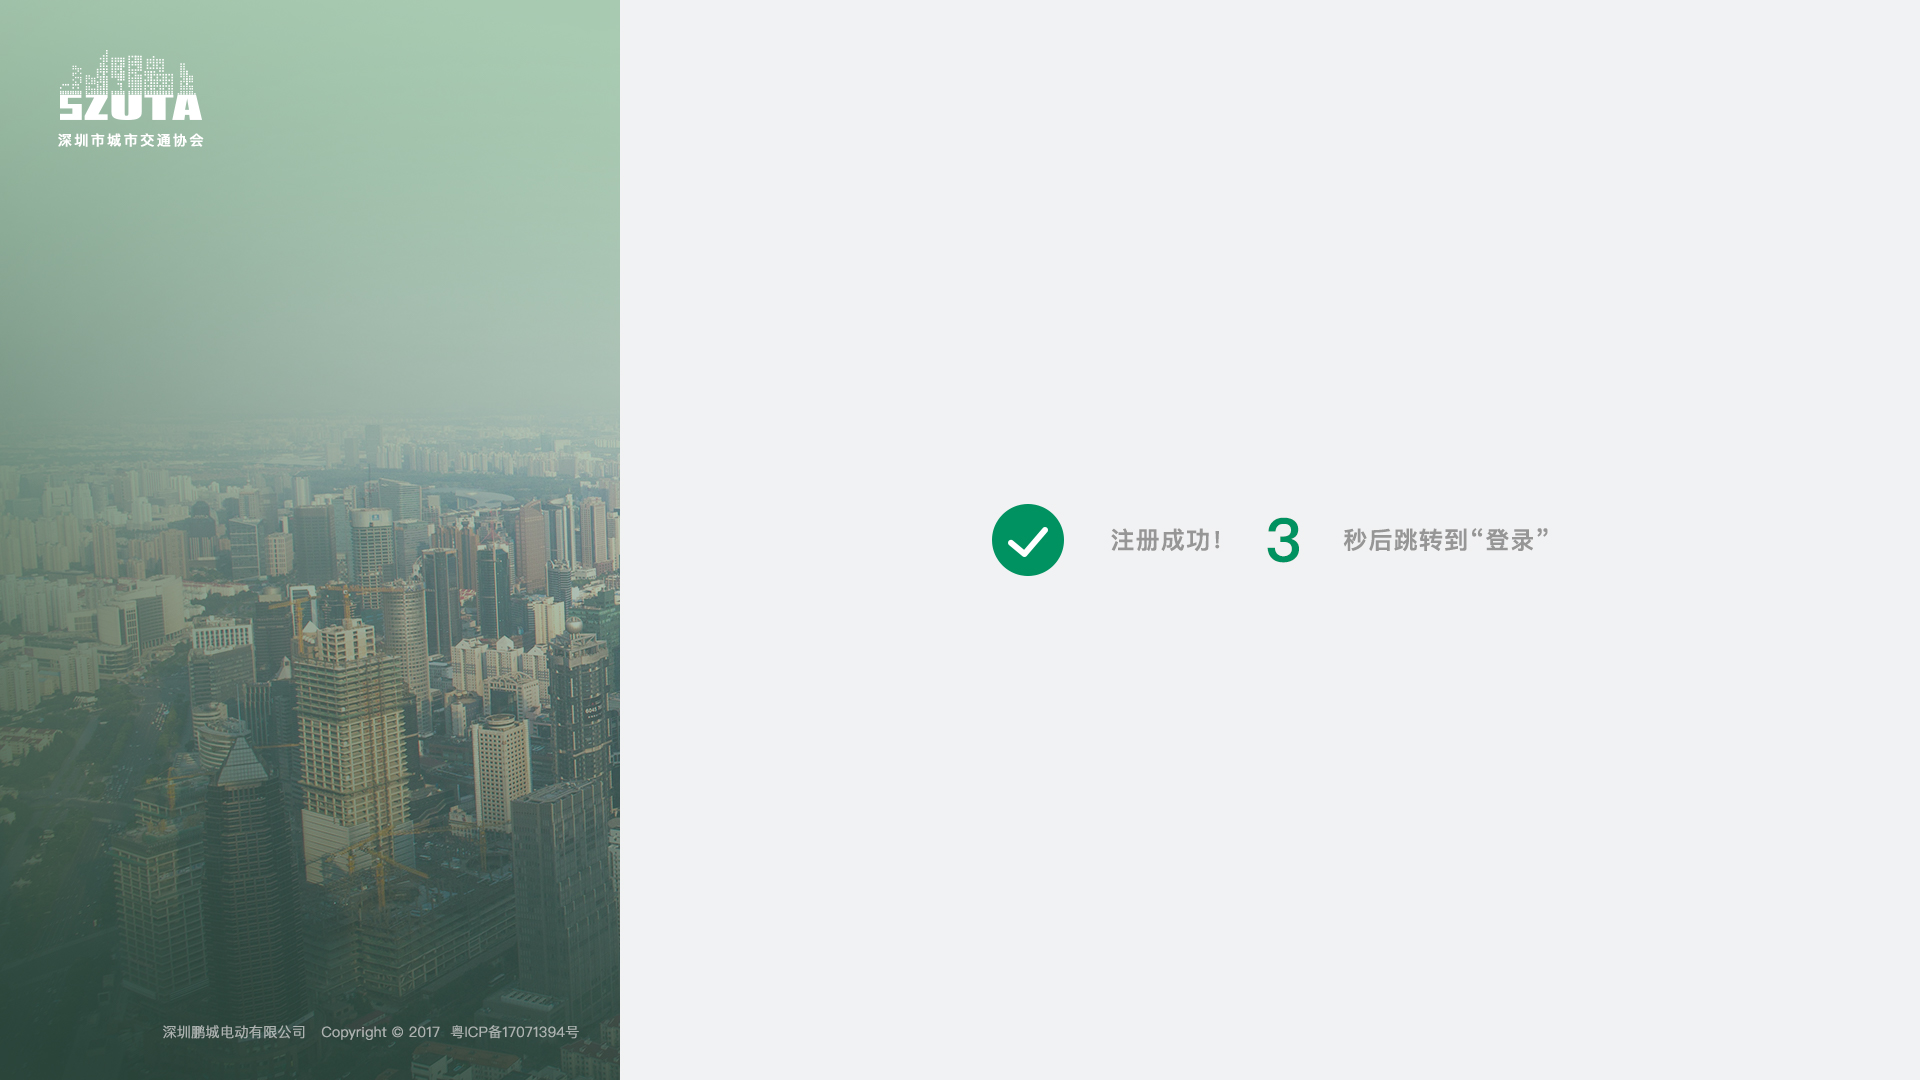 SZUTA
深圳市城市交通协会
注册成功! 3 秒后跳转到“登录”
深圳鹏城电动有限公司 Copyright © 2017 粤ICP备17071394号